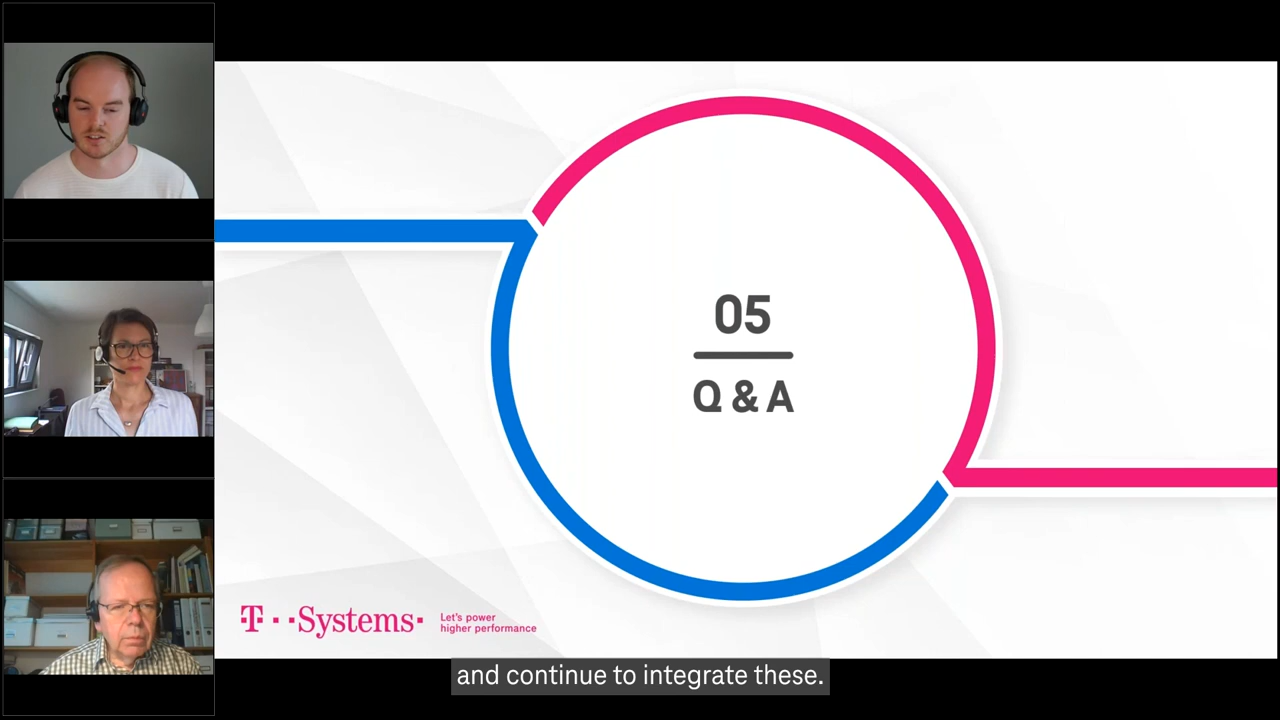 05
Q & A
T··Systems·
Let's power
higher performance
and continue to integrate these.